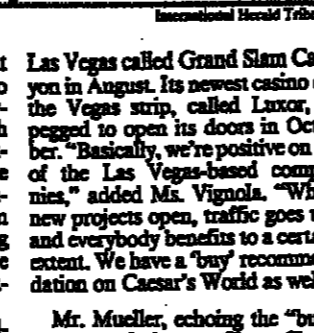 International Herald Tribu
t Las Vegas called Grand Slam Ca
o yon in August. Its newest casino
- the Vegas strip, called Luxor,
h pegged to open its doors in Oct
- ber. "Basically, we're positive on
e of the Las Vegas-based comp
- nies," added Ms. Vignola. "Wh
n new projects open, traffic goes u
g and everybody benefits to a certa
e extent. We have a 'buy' recomme
- dation on Caesar's World as wel
Mr. Mueller, echoing the "bu